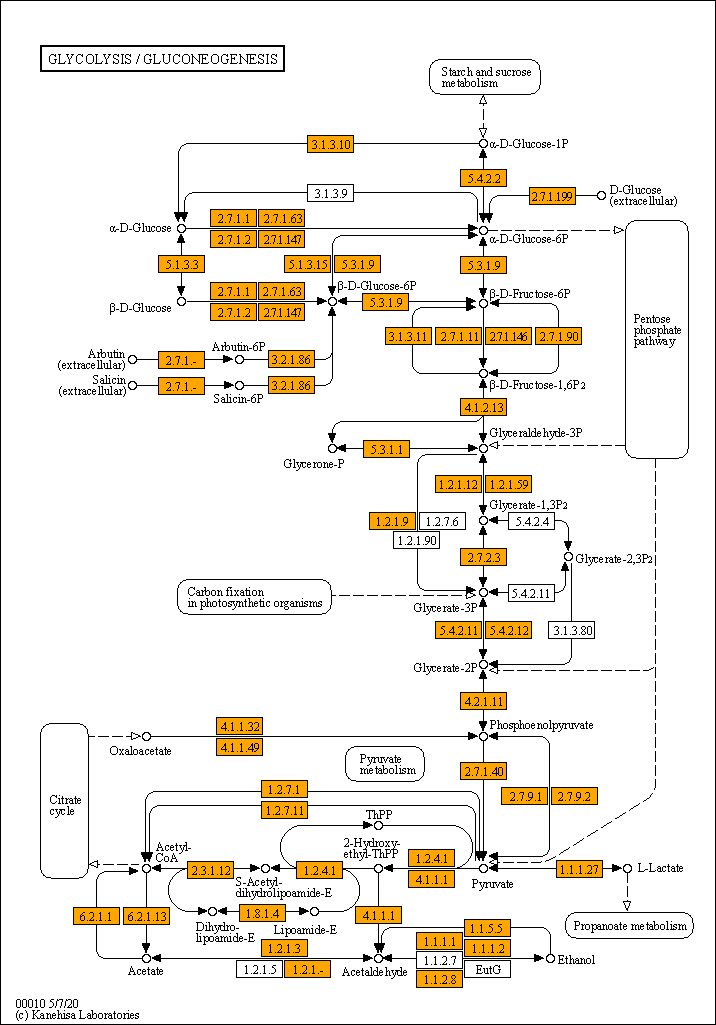 GLYCOLYSIS / GLUCONEOGENESIS
Starch and sucrose
metabolism
3.1.3.10
α-D-Glucose-1P
5.4.2.2
3.1.3.9
2.7.1.199
D-Glucose
(extracellular)
α-D-Glucose
2.7.1.1
2.7.1.63
2.7.1.2
2.7.1.147
α-D-Glucose-6P
5.1.3.3
5.1.3.15
5.3.1.9
5.3.1.9
β-D-Glucose
2.7.1.1
2.7.1.63
2.7.1.2
2.7.1.147
β-D-Glucose-6P
5.3.1.9
β-D-Fructose-6P
Pentose
phosphate
pathway
3.1.3.11
2.7.1.11
2.7.1.146
2.7.1.90
Arbutin
(extracellular)
2.7.1.-
Arbutin-6P
3.2.1.86
Salicin
(extracellular)
2.7.1.-
Salicin-6P
3.2.1.86
β-D-Fructose-1,6P2
4.1.2.13
Glyceraldehyde-3P
Glycerone-P
5.3.1.1
1.2.1.12
1.2.1.59
Glycerate-1,3P2
1.2.1.9
1.2.7.6
1.2.1.90
5.4.2.4
2.7.2.3
Glycerate-2,3P2
Carbon fixation
in photosynthetic organisms
5.4.2.11
Glycerate-3P
5.4.2.11
5.4.2.12
3.1.3.80
Glycerate-2P
4.2.1.11
4.1.1.32
4.1.1.49
Oxaloacetate
Phosphoenolpyruvate
Pyruvate
metabolism
2.7.1.40
2.7.9.1
2.7.9.2
Citrate
cycle
1.2.7.1
1.2.7.11
ThPP
Acetyl-
CoA
2-Hydroxy-
ethyl-ThPP
2.3.1.12
S-Acetyl-
dihydrolipoamide-E
1.2.4.1
1.2.4.1
4.1.1.1
Pyruvate
1.1.1.27
L-Lactate
6.2.1.1
6.2.1.13
Dihydro-
lipoamide-E
1.8.1.4
Lipoamide-E
4.1.1.1
Propanoate metabolism
1.1.5.5
1.1.1.1
1.1.1.2
1.1.2.7
EutG
1.1.2.8
Ethanol
Acetate
1.2.1.3
1.2.1.5
1.2.1.-
Acetaldehyde
00010 5/7/20
(c) Kanehisa Laboratories